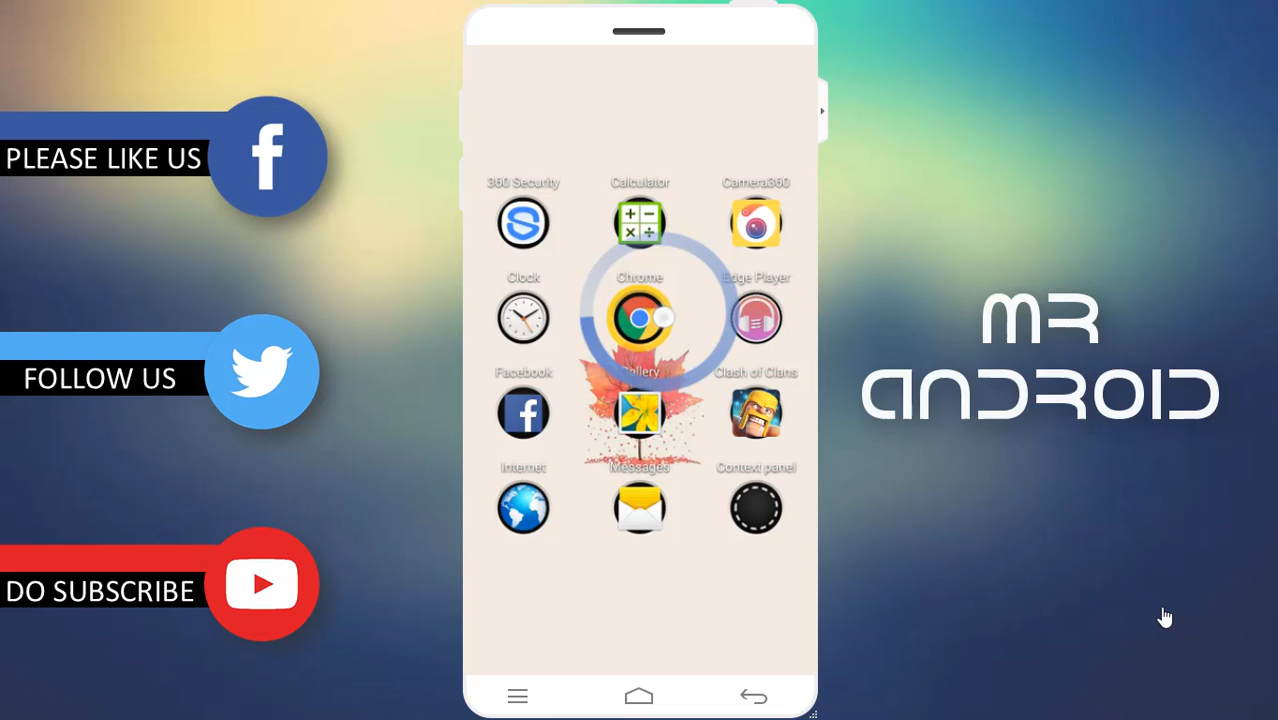 PLEASE LIKE US
FOLLOW US
DO SUBSCRIBE
360 Security Calculator Camera360
Clock Chrome Edge Player
Facebook Gallery Clash of Clans
Internet Messages Context panel
MR
ANDROID